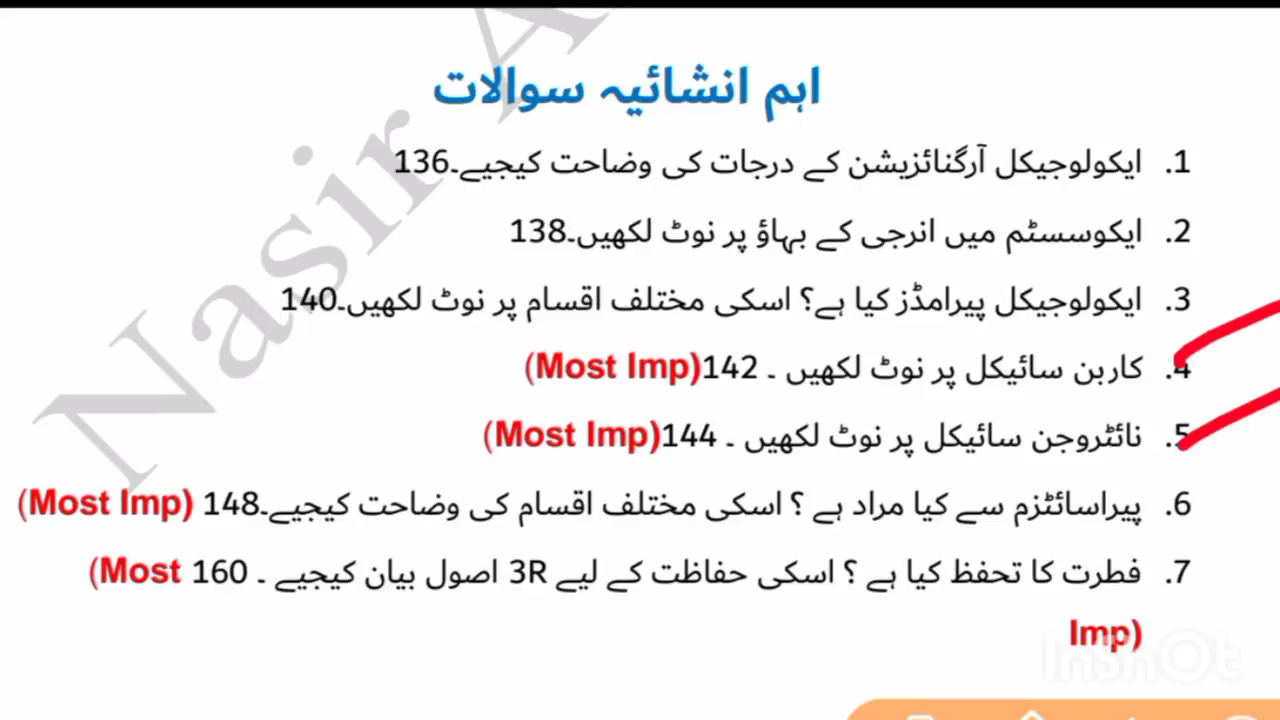 اہم انشائیہ سوالات
1. ایکولوجیکل آرگنائزیشن کے درجات کی وضاحت کیجیے۔136
2. ایکوسسٹم میں انرجی کے بہاؤ پر نوٹ لکھیں۔138
3. ایکولوجیکل پیرامڈز کیا ہے؟ اسکی مختلف اقسام پر نوٹ لکھیں۔140
4. کاربن سائیکل پر نوٹ لکھیں ۔ 142(Most Imp)
5. نائٹروجن سائیکل پر نوٹ لکھیں ۔ 144(Most Imp)
6. پیراسائٹزم سے کیا مراد ہے ؟ اسکی مختلف اقسام کی وضاحت کیجیے۔148 (Most Imp)
7. فطرت کا تحفظ کیا ہے ؟ اسکی حفاظت کے لیے 3R اصول بیان کیجیے ۔ 160 (Most
Imp)
Nasir A
InShOt